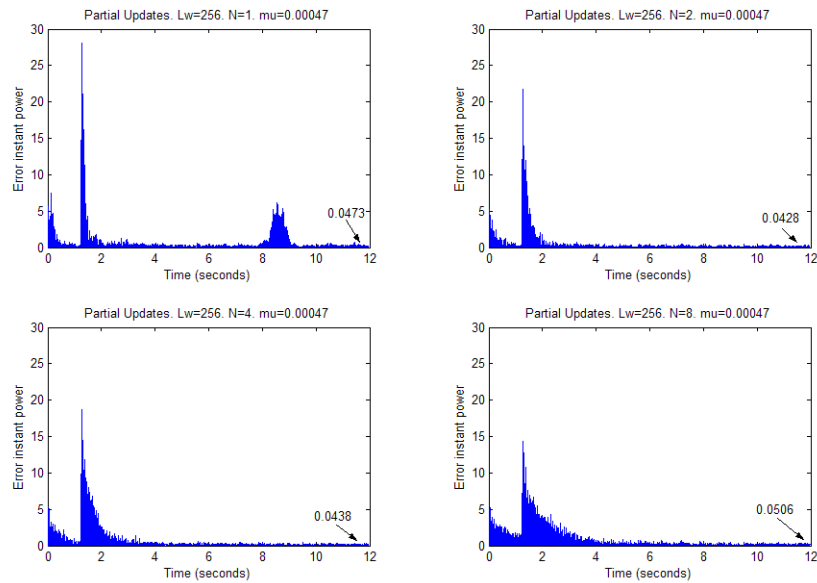 Partial Updates. Lw=256. N=1. mu=0.00047
30
25
20
15
10
5
0
Error instant power
0.0473
0 2 4 6 8 10 12
Time (seconds)
Partial Updates. Lw=256. N=2. mu=0.00047
30
25
20
15
10
5
0
Error instant power
0.0428
0 2 4 6 8 10 12
Time (seconds)
Partial Updates. Lw=256. N=4. mu=0.00047
30
25
20
15
10
5
0
Error instant power
0.0438
0 2 4 6 8 10 12
Time (seconds)
Partial Updates. Lw=256. N=8. mu=0.00047
30
25
20
15
10
5
0
Error instant power
0.0506
0 2 4 6 8 10 12
Time (seconds)